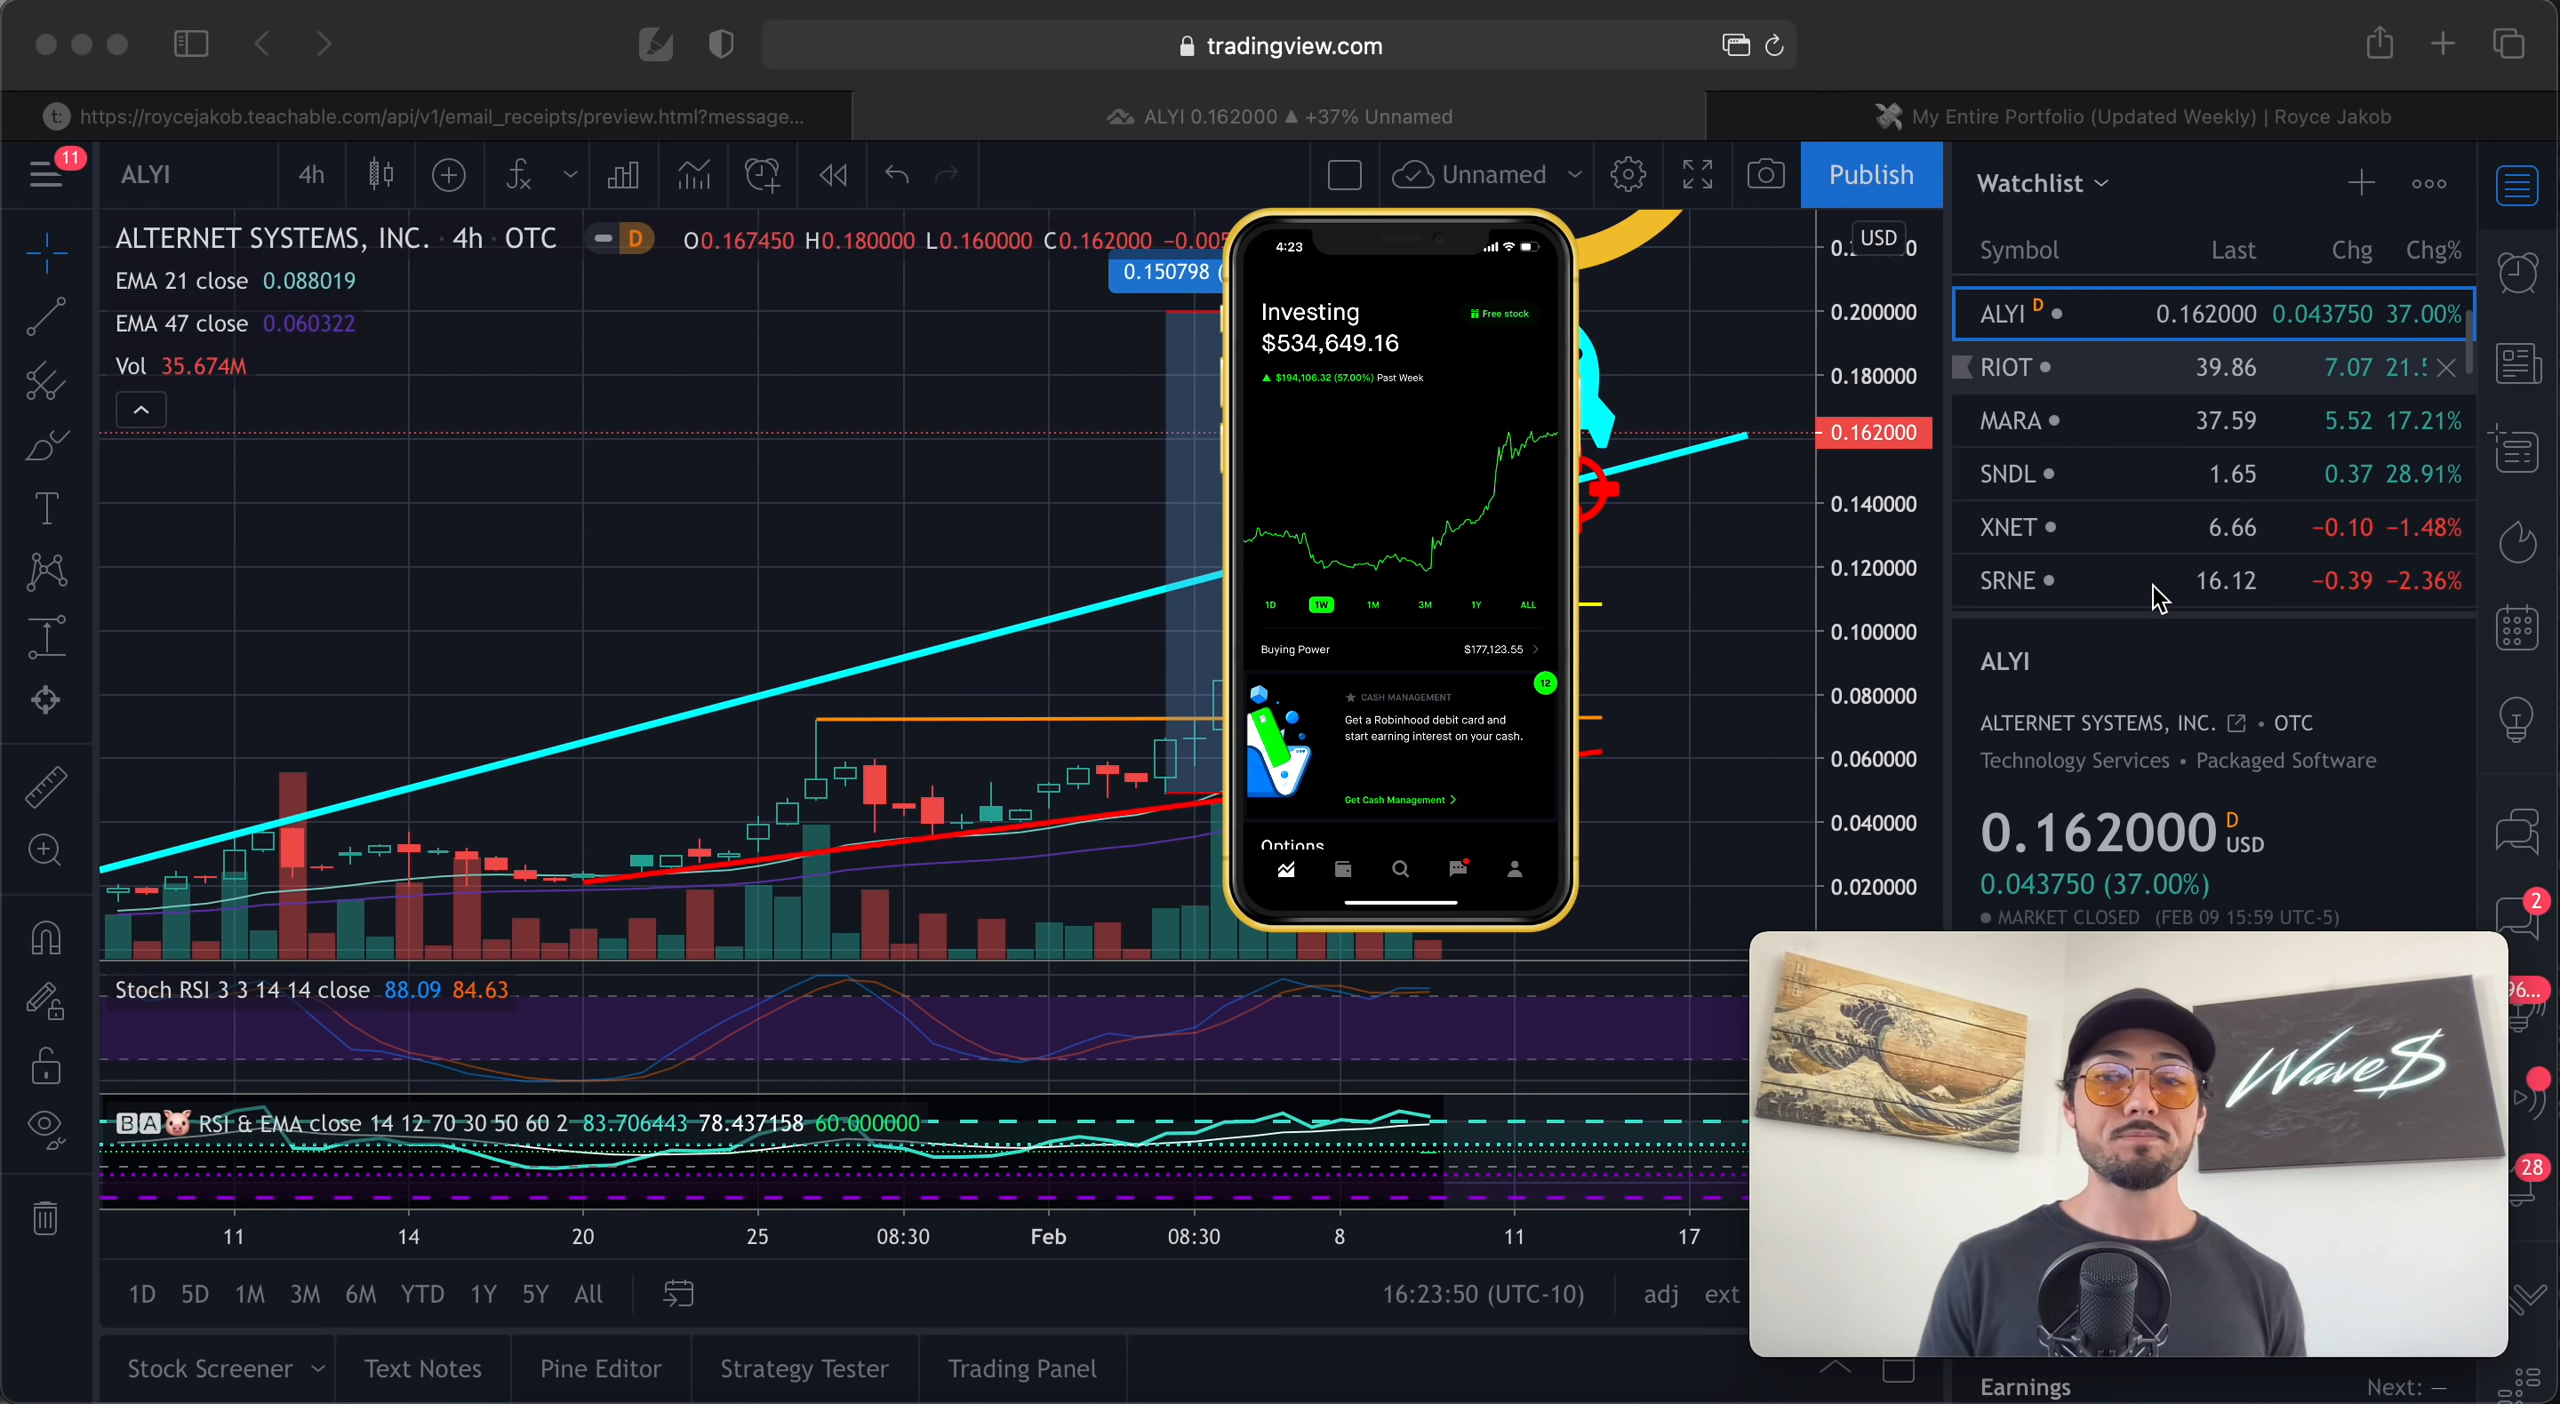 tradingview.com
https://roycejakob.teachable.com/api/v1/email_receipts/preview.html?message...
ALYI 0.162000 ▲ +37% Unnamed
My Entire Portfolio (Updated Weekly) | Royce Jakob
11
ALYI
4h
Unnamed
Publish
ALTERNET SYSTEMS, INC. · 4h · OTC
D
O0.167450 H0.180000 L0.160000 C0.162000
EMA 21 close 0.088019
EMA 47 close 0.060322
Vol 35.674M
0.150798
USD
0.200000
0.180000
0.162000
0.140000
0.120000
0.100000
0.080000
0.060000
0.040000
0.020000
4:23
Investing
$534,649.16
Free stock
▲ $194,106.32 (57.00%) Past Week
1D 1W 1M 3M 1Y ALL
Buying Power $177,123.55
12
CASH MANAGEMENT
Get a Robinhood debit card and
start earning interest on your cash.
Get Cash Management
Options
Watchlist
Symbol Last Chg Chg%
ALYI D 0.162000 0.043750 37.00%
RIOT 39.86 7.07
MARA 37.59 5.52 17.21%
SNDL 1.65 0.37 28.91%
XNET 6.66 −0.10 −1.48%
SRNE 16.12 −0.39 −2.36%
ALYI
ALTERNET SYSTEMS, INC. • OTC
Technology Services • Packaged Software
0.162000 D USD
0.043750 (37.00%)
MARKET CLOSED (FEB 09 15:59 UTC-5)
2
96...
28
Wave$
Stoch RSI 3 3 14 14 close 88.09 84.63
BA RSI & EMA close 14 12 70 30 50 60 2 83.706443 78.437158 60.000000
11 14 20 25 08:30 Feb 08:30 8 11 17
1D 5D 1M 3M 6M YTD 1Y 5Y All
16:23:50 (UTC-10)
adj ext
Stock Screener
Text Notes
Pine Editor
Strategy Tester
Trading Panel
Earnings
Next: —